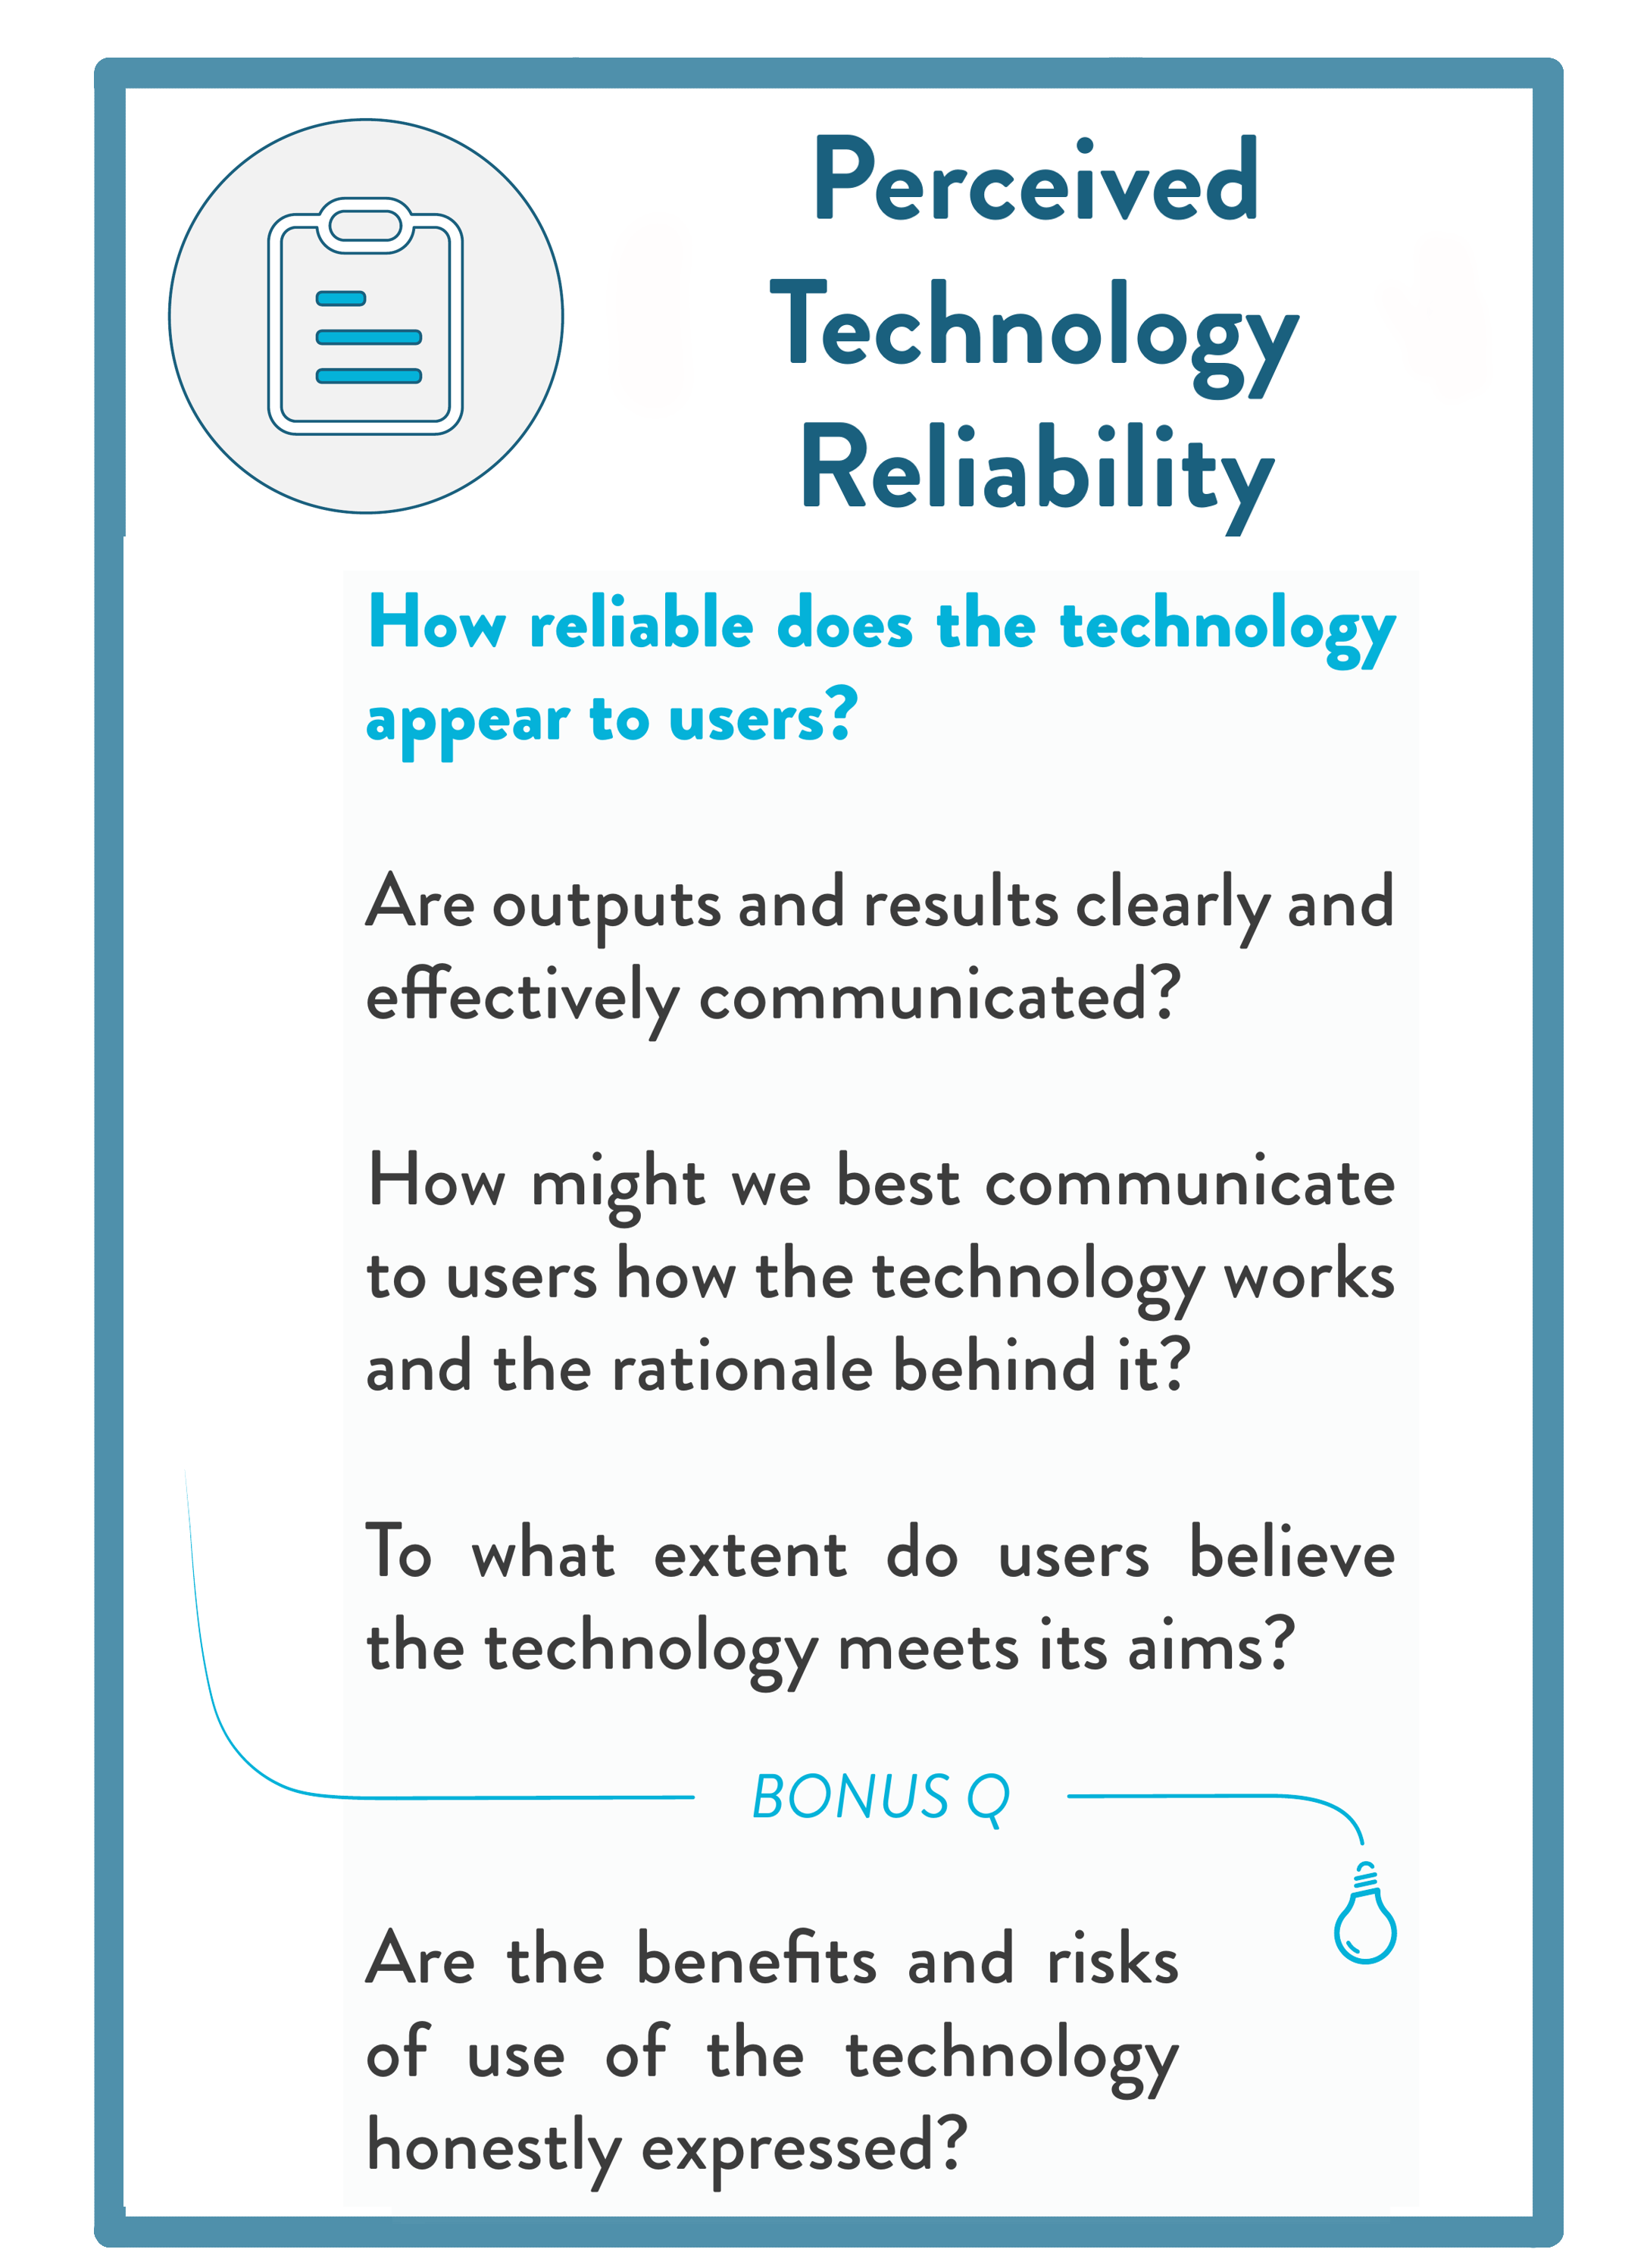 Perceived
Technology
Reliability
How reliable does the technology
appear to users?
Are outputs and results clearly and
effectively communicated?
How might we best communicate
to users how the technology works
and the rationale behind it?
To what extent do users believe
the technology meets its aims?
BONUS Q
Are the benefits and risks
of use of the technology
honestly expressed?